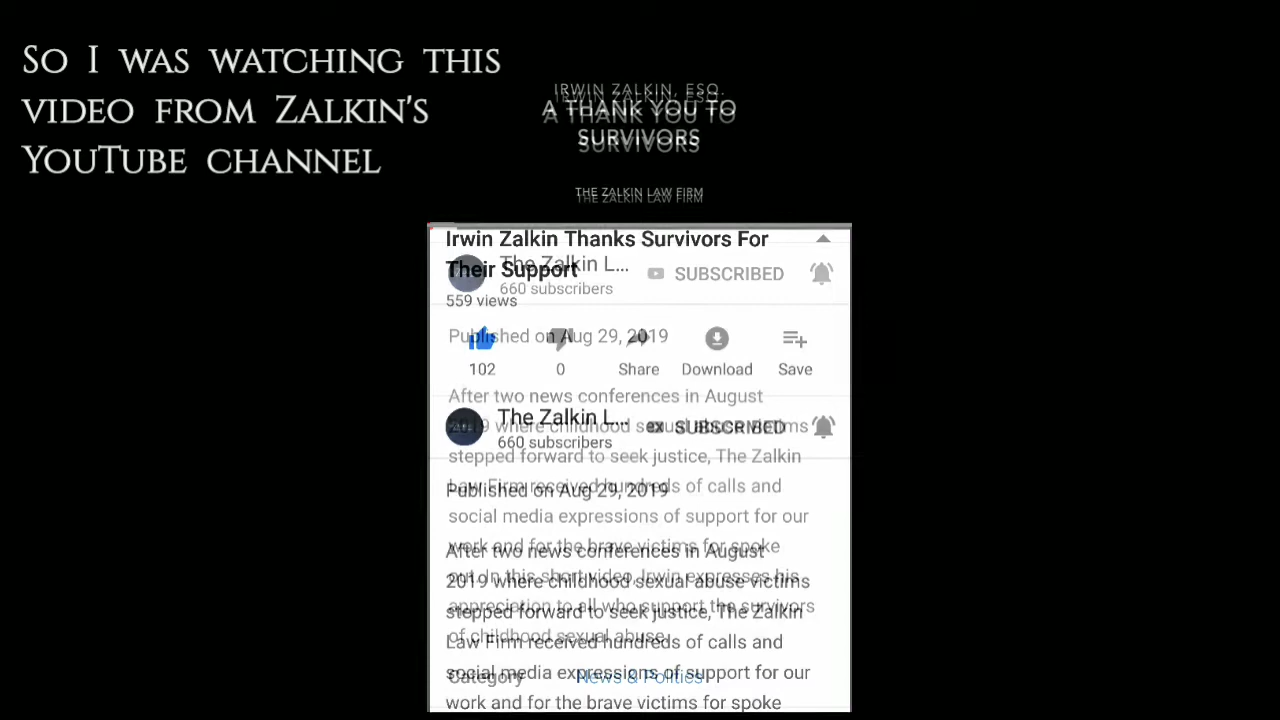 So I was watching this
video from Zalkin's
YouTube channel
IRWIN ZALKIN, ESQ.
A THANK YOU TO
SURVIVORS
THE ZALKIN LAW FIRM
Irwin Zalkin Thanks Survivors For
Their Support
559 views
The Zalkin L...
660 subscribers
SUBSCRIBED
Published on Aug 29, 2019
102
0
Share
Download
Save
After two news conferences in August
2019 where childhood sexual abuse victims
stepped forward to seek justice, The Zalkin
Law Firm received hundreds of calls and
social media expressions of support for our
work and for the brave victims for spoke
out. In this short video, Irwin expresses his
appreciation to all who support the survivors
of childhood sexual abuse.
Category
News & Politics
The Zalkin L...
660 subscribers
SUBSCRIBED
Published on Aug 29, 2019
After two news conferences in August
2019 where childhood sexual abuse victims
stepped forward to seek justice, The Zalkin
Law Firm received hundreds of calls and
social media expressions of support for our
work and for the brave victims for spoke